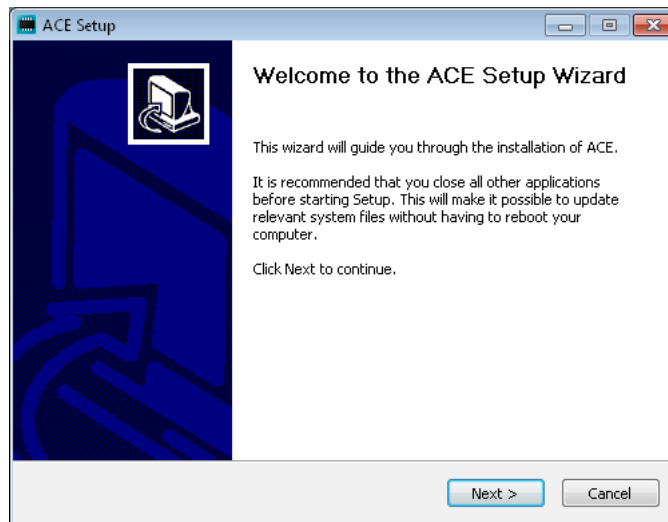 ACE Setup
Welcome to the ACE Setup Wizard
This wizard will guide you through the installation of ACE.
It is recommended that you close all other applications
before starting Setup. This will make it possible to update
relevant system files without having to reboot your
computer.
Click Next to continue.
Next >
Cancel